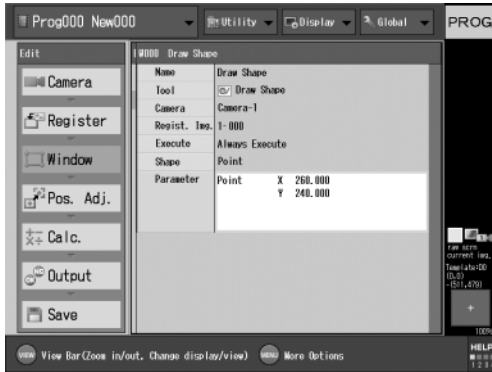 Prog000 New000
Utility
Display
Global
PROG
Edit
Camera
Register
Window
Pos. Adj.
Calc.
Output
Save
W000 Draw Shape
Name Draw Shape
Tool Draw Shape
Camera Camera-1
Regist. Img. 1-000
Execute Always Execute
Shape Point
Parameter Point X 260.000
Y 240.000
raw scrn
current img.
Template:00
(0,0)
-(511,479)
100%
VIEW View Bar(Zoom in/out. Change display/view) MENU More Options
HELP
1 2 3